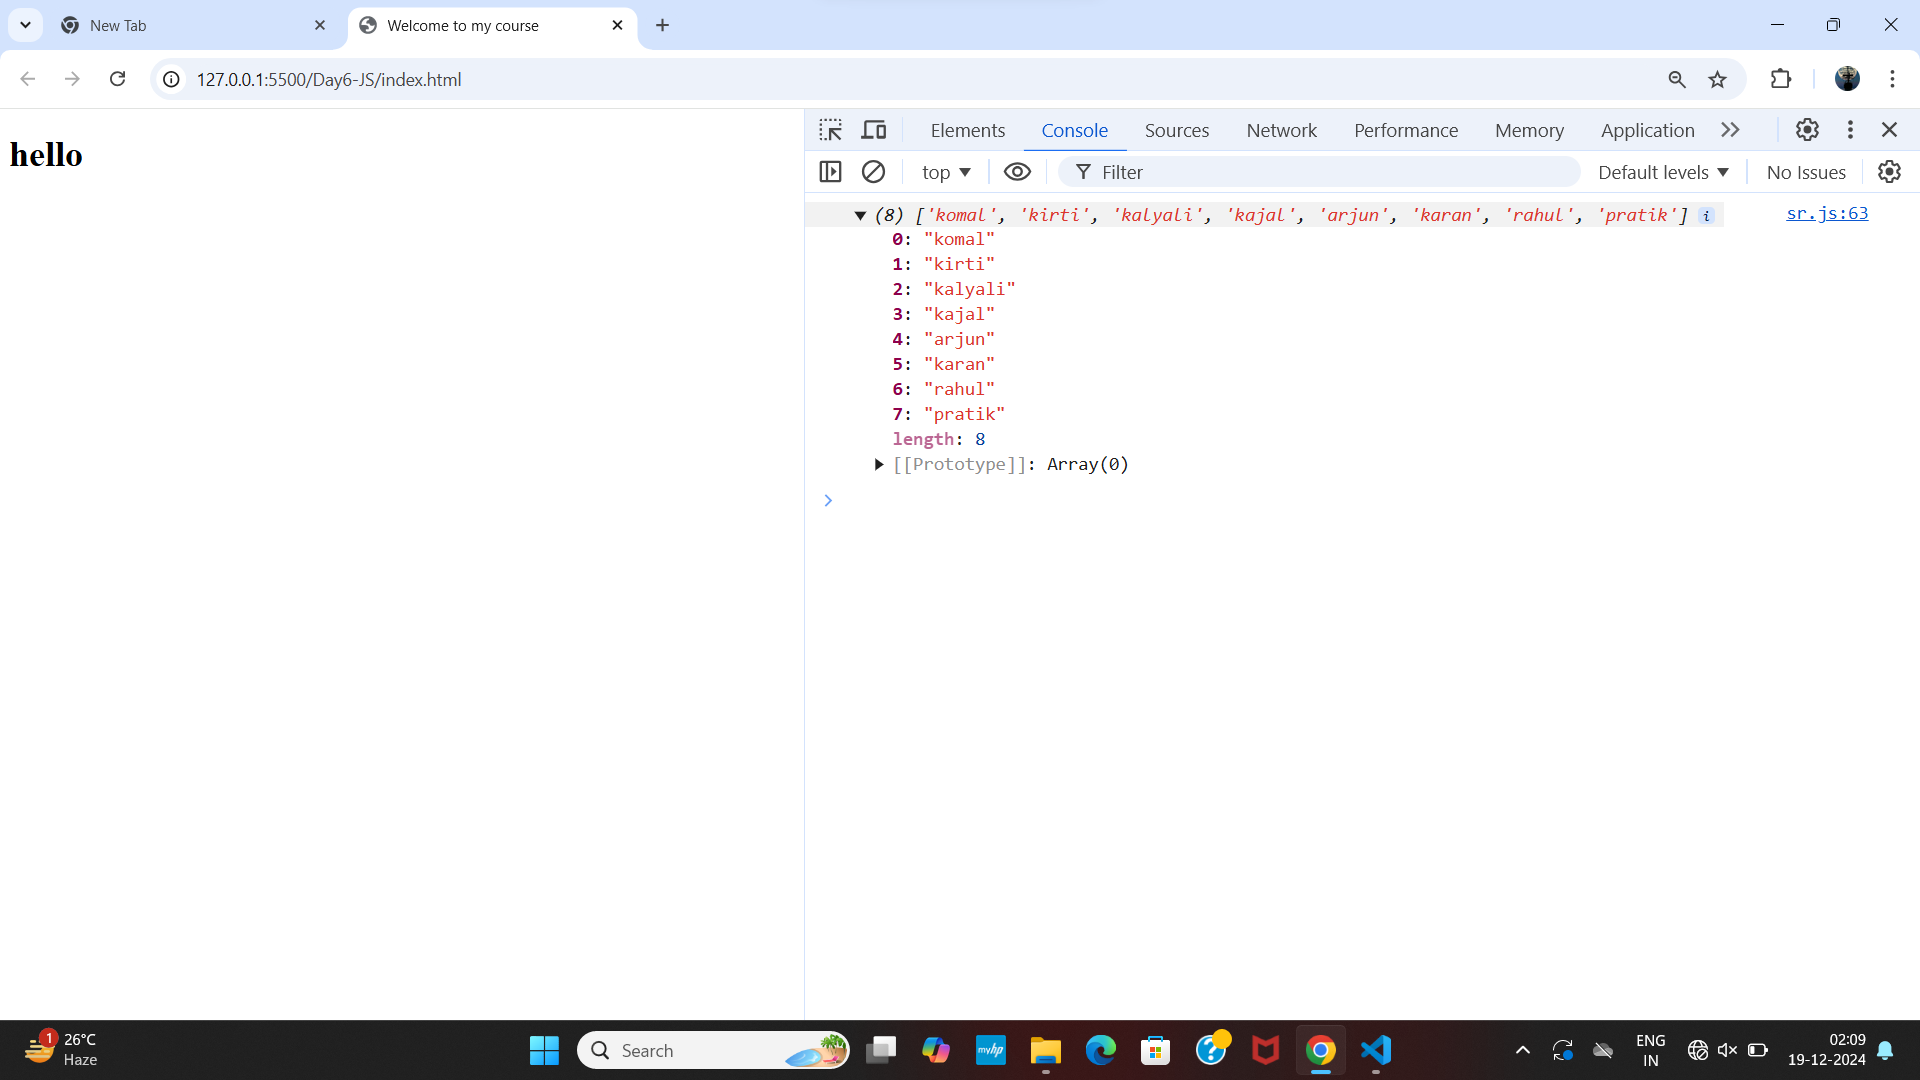 New Tab
Welcome to my course
127.0.0.1:5500/Day6-JS/index.html
hello
Elements Console Sources Network Performance Memory Application
top Filter Default levels No Issues
(8) ['komal', 'kirti', 'kalyali', 'kajal', 'arjun', 'karan', 'rahul', 'pratik'] i sr.js:63
0: "komal"
1: "kirti"
2: "kalyali"
3: "kajal"
4: "arjun"
5: "karan"
6: "rahul"
7: "pratik"
length: 8
[[Prototype]]: Array(0)
1
26°C
Haze
Search
myhp
ENG
IN
02:09
19-12-2024